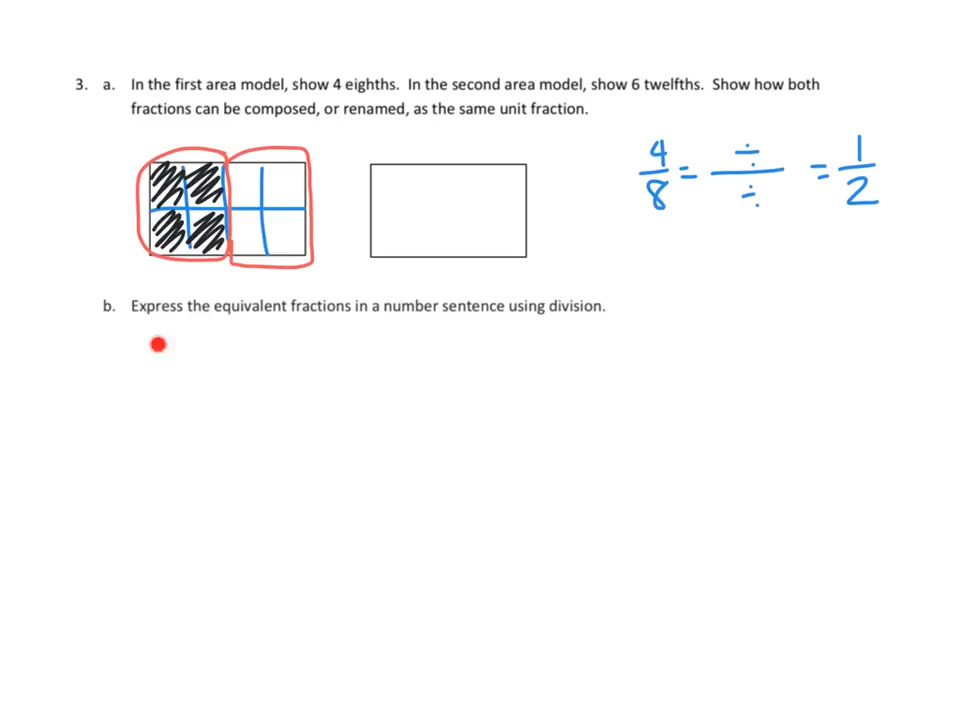 3. a. In the first area model, show 4 eighths. In the second area model, show 6 twelfths. Show how both
fractions can be composed, or renamed, as the same unit fraction.
4/8 = ÷/÷ = 1/2
b. Express the equivalent fractions in a number sentence using division.